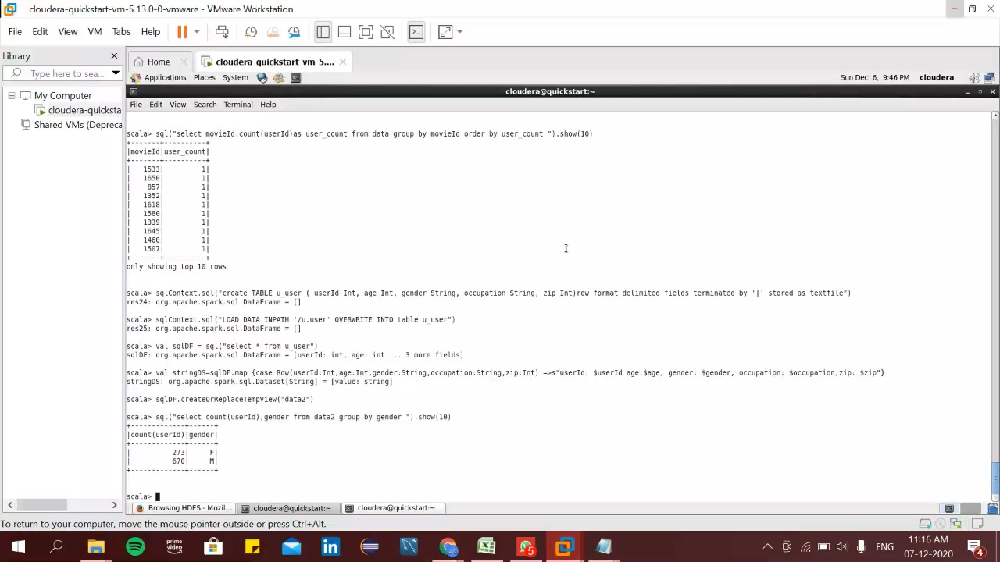 cloudera-quickstart-vm-5.13.0-0-vmware - VMware Workstation
File Edit View VM Tabs Help
Library
Type here to sea...
My Computer
cloudera-quicksta
Shared VMs (Depreca
Home
cloudera-quickstart-vm-5....
Applications Places System
Sun Dec 6, 9:46 PM cloudera
cloudera@quickstart:~
File Edit View Search Terminal Help
scala> sql("select movieId,count(userId)as user_count from data group by movieId order by user_count ").show(10)
+-------+----------+
|movieId|user_count|
+-------+----------+
|   1533|         1|
|   1650|         1|
|    857|         1|
|   1352|         1|
|   1618|         1|
|   1580|         1|
|   1339|         1|
|   1645|         1|
|   1460|         1|
|   1507|         1|
+-------+----------+
only showing top 10 rows
scala> sqlContext.sql("create TABLE u_user ( userId Int, age Int, gender String, occupation String, zip Int)row format delimited fields terminated by '|' stored as textfile")
res24: org.apache.spark.sql.DataFrame = []
scala> sqlContext.sql("LOAD DATA INPATH '/u.user' OVERWRITE INTO table u_user")
res25: org.apache.spark.sql.DataFrame = []
scala> val sqlDF = sql("select * from u_user")
sqlDF: org.apache.spark.sql.DataFrame = [userId: int, age: int ... 3 more fields]
scala> val stringDS=sqlDF.map {case Row(userId:Int,age:Int,gender:String,occupation:String,zip:Int) =>s"userId: $userId age:$age, gender: $gender, occupation: $occupation,zip: $zip"}
stringDS: org.apache.spark.sql.Dataset[String] = [value: string]
scala> sqlDF.createOrReplaceTempView("data2")
scala> sql("select count(userId),gender from data2 group by gender ").show(10)
+-------------+------+
|count(userId)|gender|
+-------------+------+
|          273|     F|
|          670|     M|
+-------------+------+
scala>
Browsing HDFS - Mozil...
cloudera@quickstart:~
cloudera@quickstart:~
To return to your computer, move the mouse pointer outside or press Ctrl+Alt.
prime
video
in
5
ENG
11:16 AM
07-12-2020
4